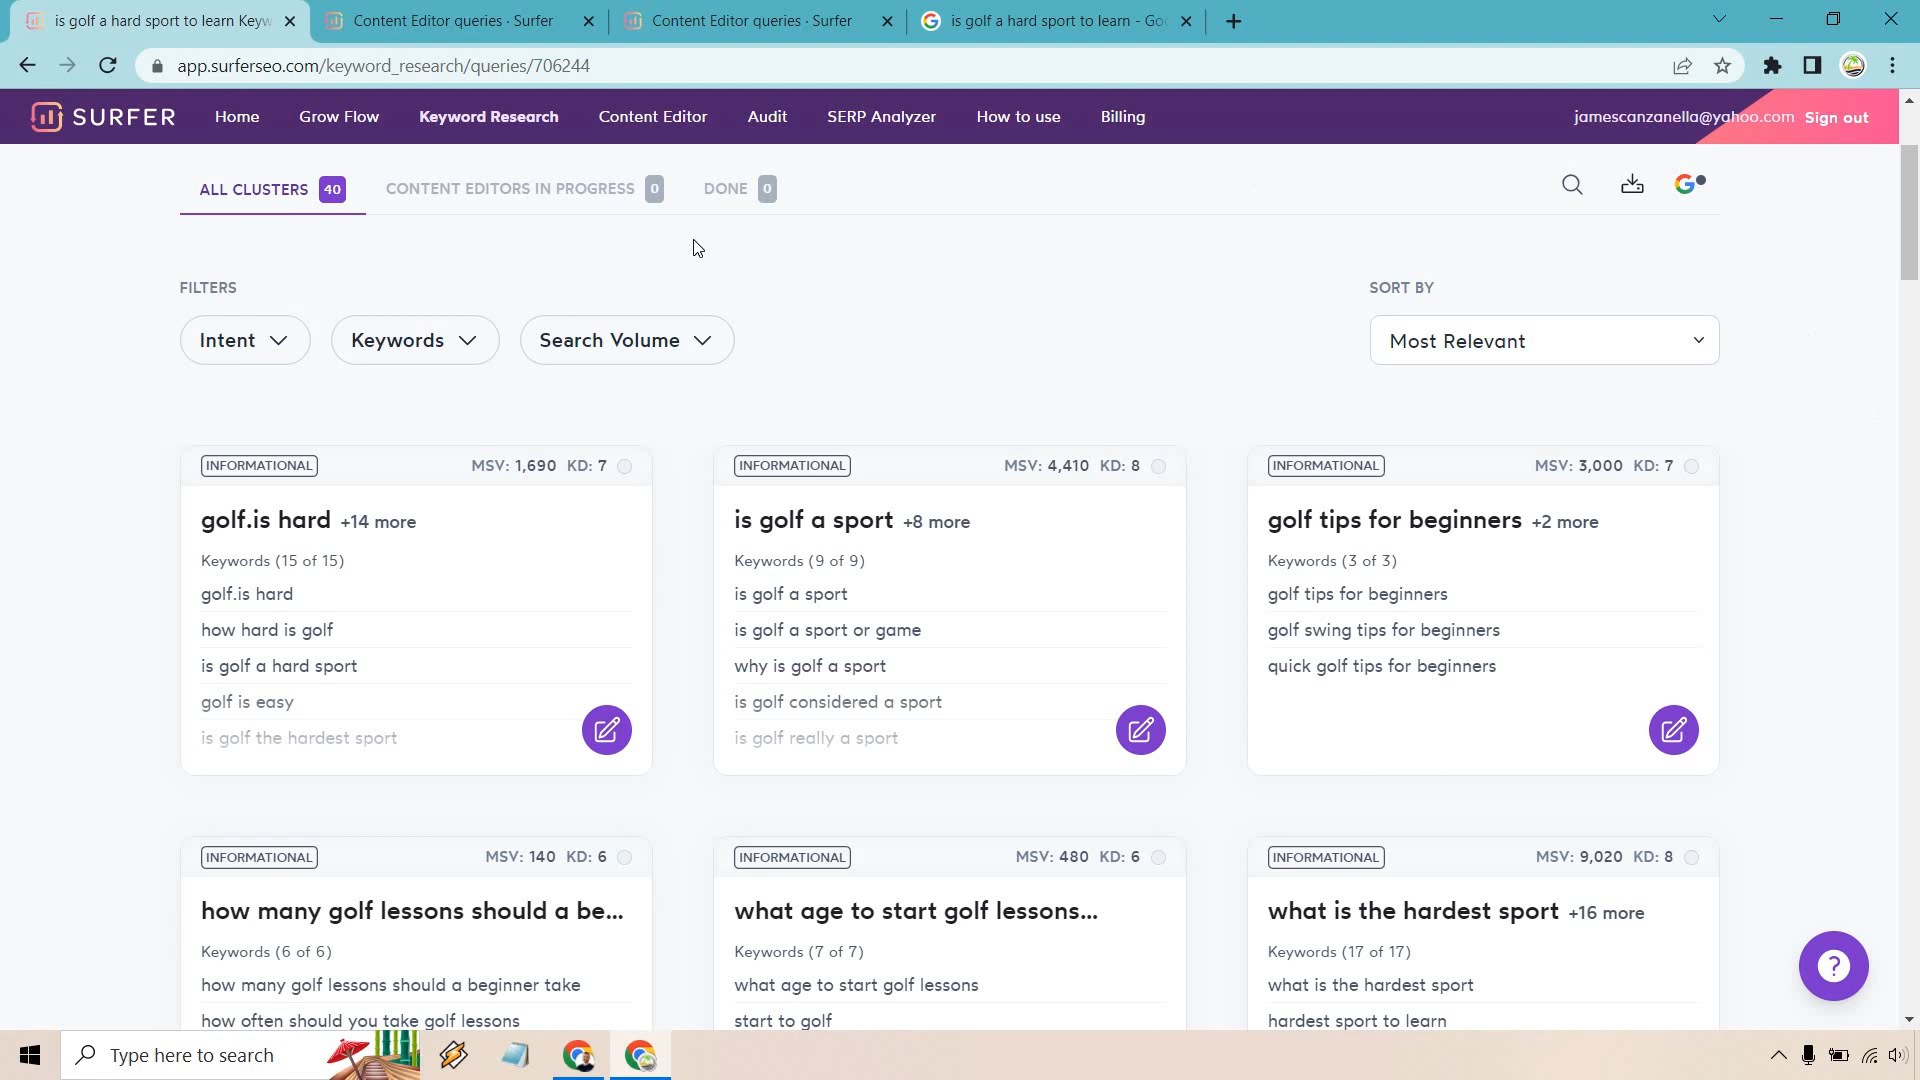 is golf a hard sport to learn Keyw
Content Editor queries · Surfer
Content Editor queries · Surfer
is golf a hard sport to learn - Goo
app.surferseo.com/keyword_research/queries/706244
SURFER
Home
Grow Flow
Keyword Research
Content Editor
Audit
SERP Analyzer
How to use
Billing
jamescanzanella@yahoo.com
Sign out
ALL CLUSTERS 40
CONTENT EDITORS IN PROGRESS 0
DONE 0
FILTERS
SORT BY
Intent
Keywords
Search Volume
Most Relevant
INFORMATIONAL
MSV: 1,690 KD: 7
golf.is hard +14 more
Keywords (15 of 15)
golf.is hard
how hard is golf
is golf a hard sport
golf is easy
is golf the hardest sport
INFORMATIONAL
MSV: 4,410 KD: 8
is golf a sport +8 more
Keywords (9 of 9)
is golf a sport
is golf a sport or game
why is golf a sport
is golf considered a sport
is golf really a sport
INFORMATIONAL
MSV: 3,000 KD: 7
golf tips for beginners +2 more
Keywords (3 of 3)
golf tips for beginners
golf swing tips for beginners
quick golf tips for beginners
INFORMATIONAL
MSV: 140 KD: 6
how many golf lessons should a be...
Keywords (6 of 6)
how many golf lessons should a beginner take
how often should you take golf lessons
INFORMATIONAL
MSV: 480 KD: 6
what age to start golf lessons...
Keywords (7 of 7)
what age to start golf lessons
start to golf
INFORMATIONAL
MSV: 9,020 KD: 8
what is the hardest sport +16 more
Keywords (17 of 17)
what is the hardest sport
hardest sport to learn
?
Type here to search